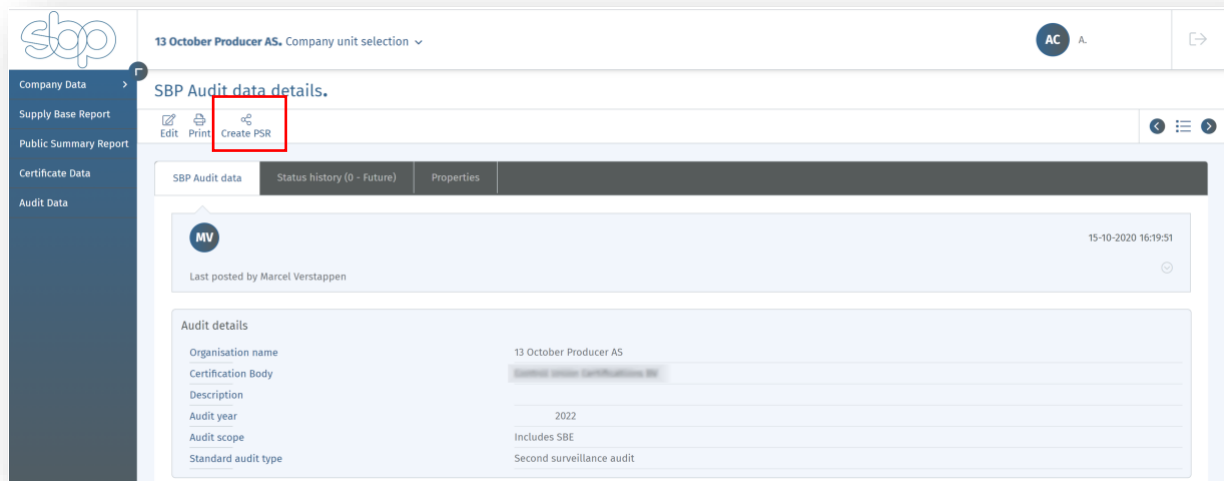 sbp
13 October Producer AS. Company unit selection
AC A.
Company Data
Supply Base Report
Public Summary Report
Certificate Data
Audit Data
SBP Audit data details.
Edit Print Create PSR
SBP Audit data Status history (0 - Future) Properties
MV 15-10-2020 16:19:51
Last posted by Marcel Verstappen
Audit details
Organisation name 13 October Producer AS
Certification Body
Description
Audit year 2022
Audit scope Includes SBE
Standard audit type Second surveillance audit